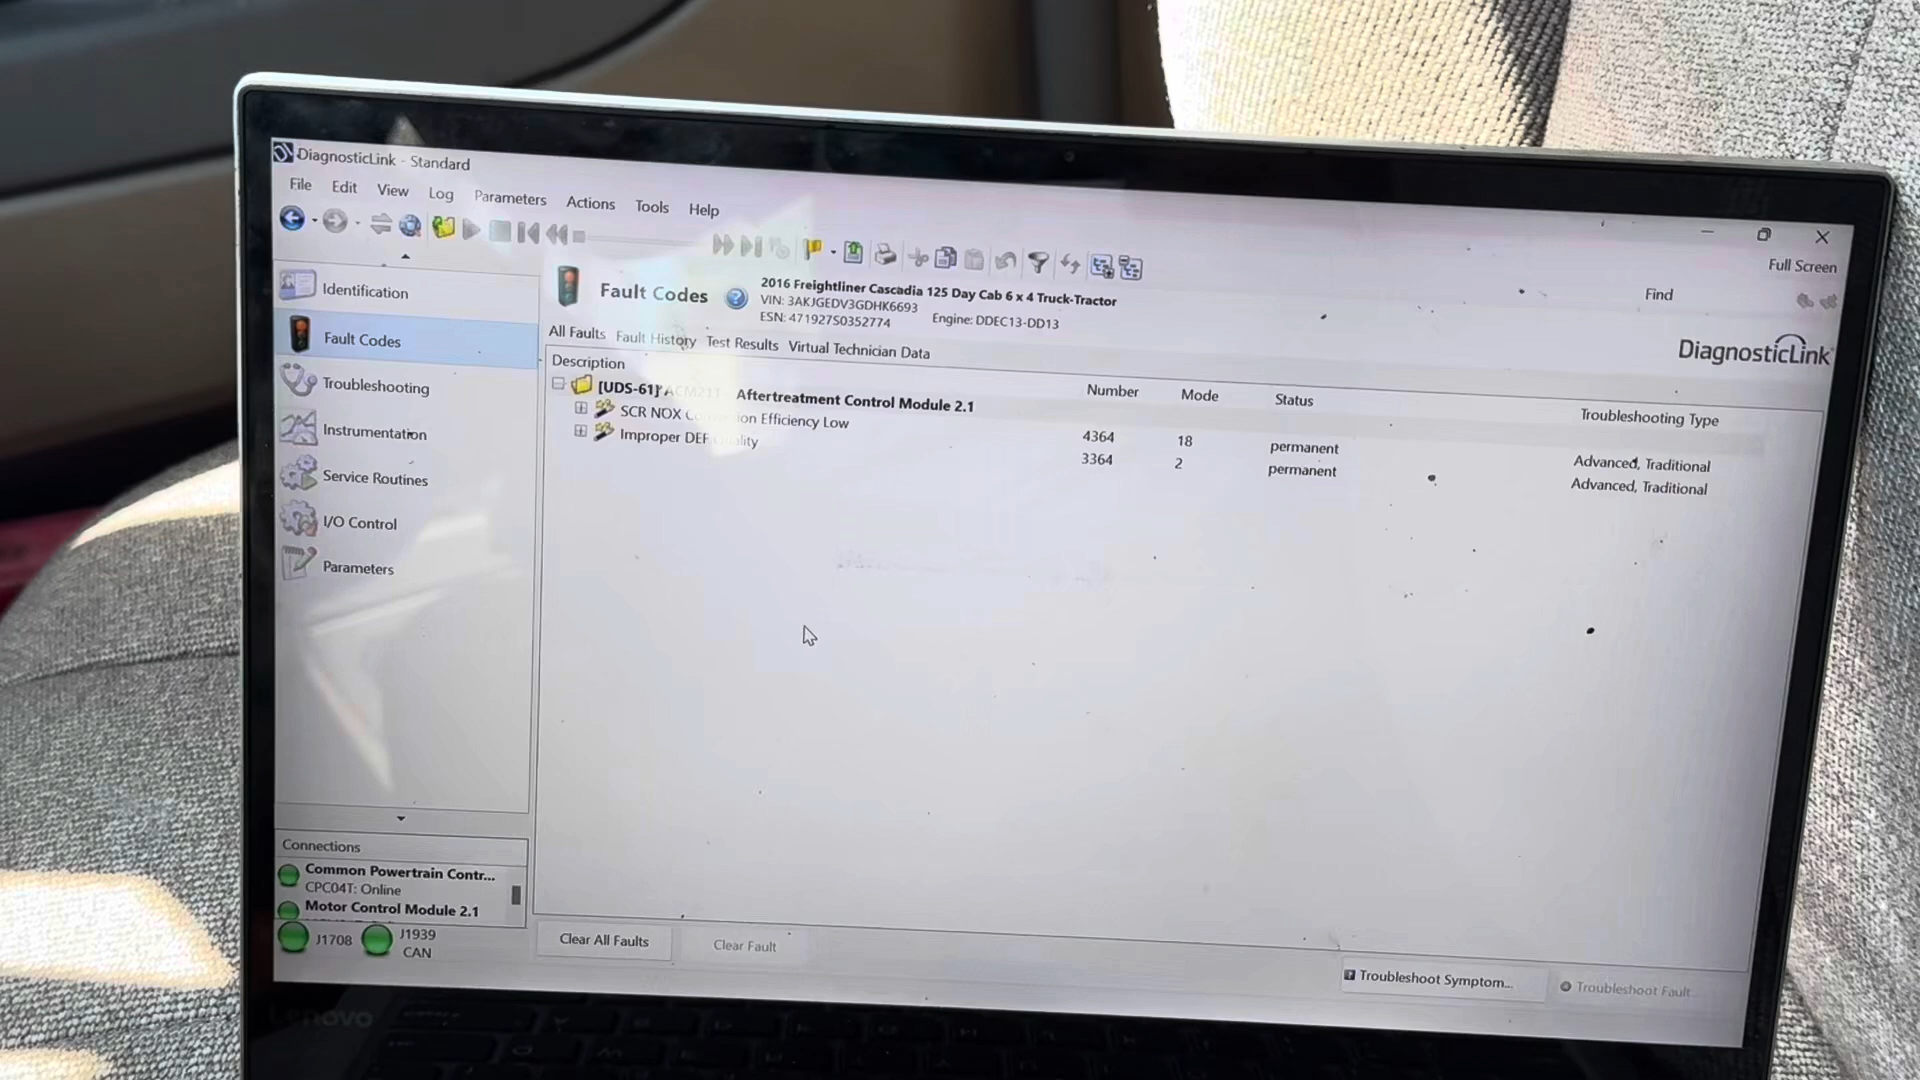 DiagnosticLink - Standard
File Edit View Log Parameters Actions Tools Help
Full Screen
Find
Identification
Fault Codes
Troubleshooting
Instrumentation
Service Routines
I/O Control
Parameters
Fault Codes
2016 Freightliner Cascadia 125 Day Cab 6 x 4 Truck-Tractor
VIN: 3AKJGEDV3GDHK6693
ESN: 471927S0352774 Engine: DDEC13-DD13
DiagnosticLink
All Faults Fault History Test Results Virtual Technician Data
Description Number Mode Status Troubleshooting Type
[UDS-61] ACM21T Aftertreatment Control Module 2.1
SCR NOX Efficiency Low 4364 18 permanent Advanced, Traditional
Improper DEF 3364 2 permanent Advanced, Traditional
Connections
Common Powertrain Contr...
CPC04T: Online
Motor Control Module 2.1
J1708 J1939
CAN
Clear All Faults Clear Fault
Troubleshoot Symptom... Troubleshoot Fault
Lenovo